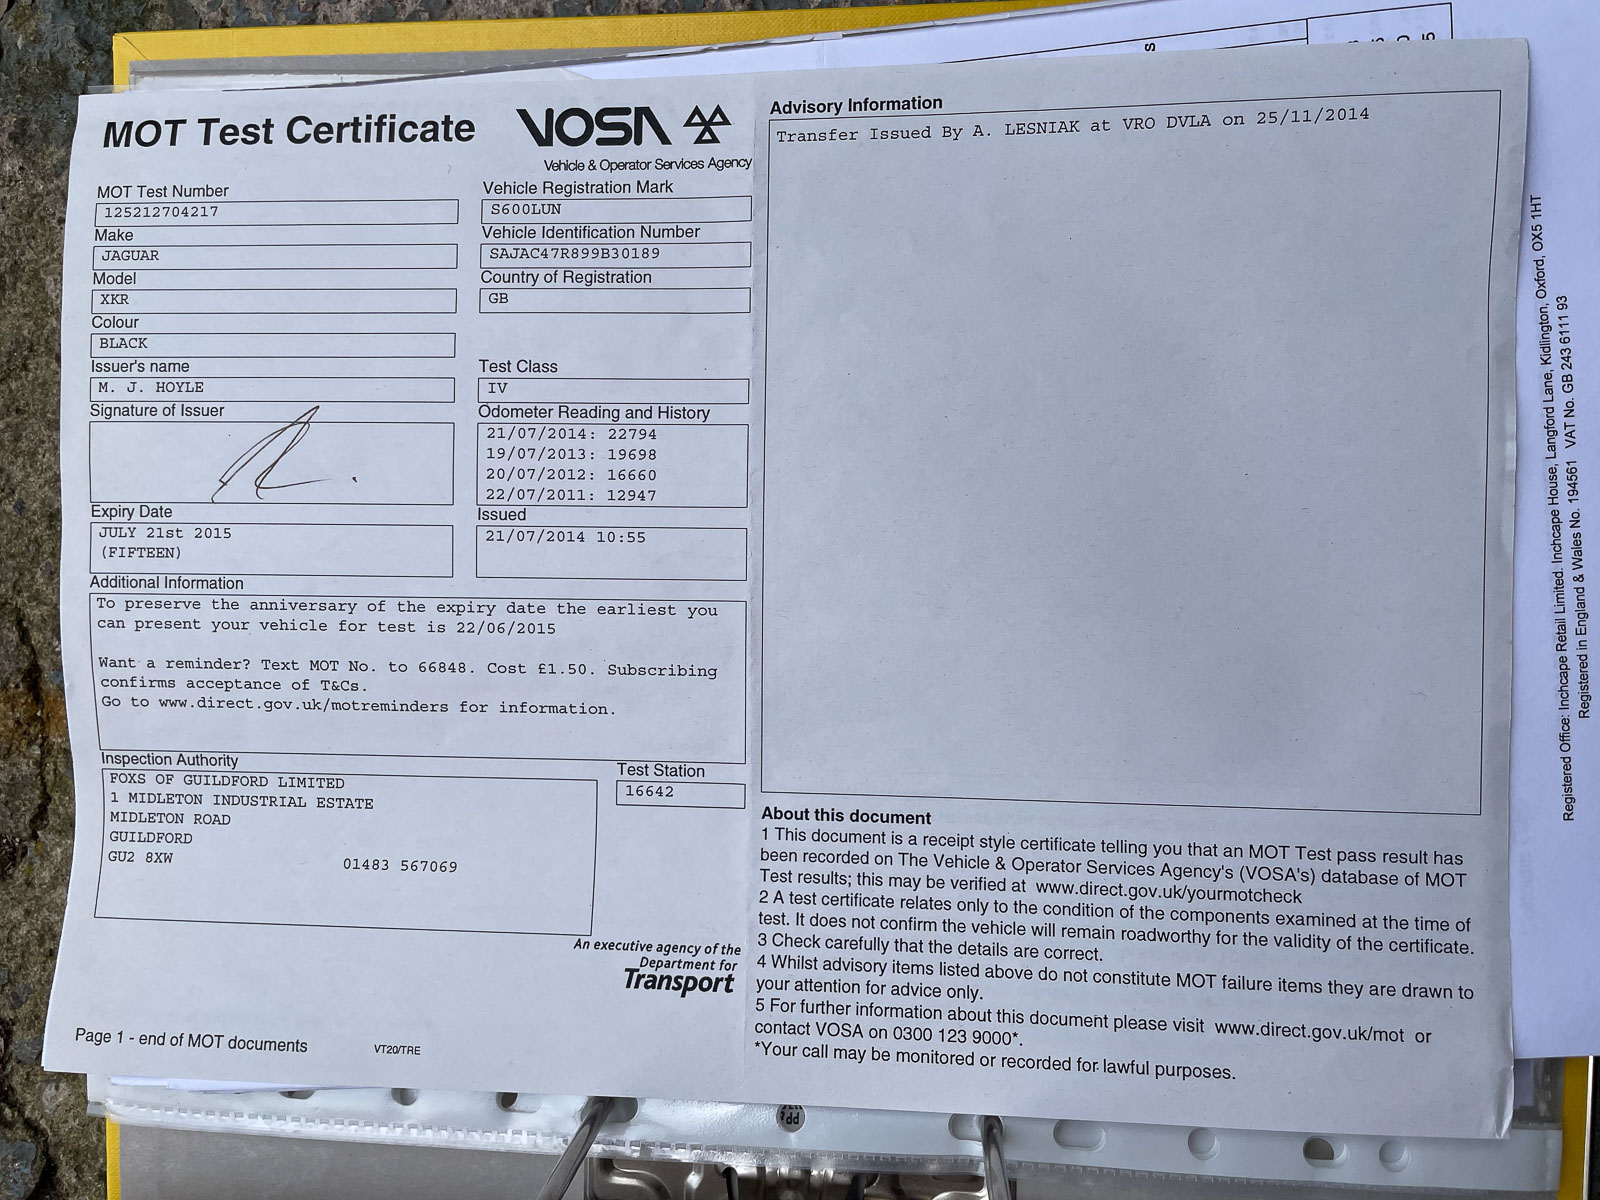 MOT Test Certificate
VOSA
Vehicle & Operator Services Agency
MOT Test Number
125212704217
Vehicle Registration Mark
S600LUN
Make
JAGUAR
Vehicle Identification Number
SAJAC47R899B30189
Model
XKR
Country of Registration
GB
Colour
BLACK
Issuer's name
M. J. HOYLE
Test Class
IV
Signature of Issuer
Odometer Reading and History
21/07/2014: 22794
19/07/2013: 19698
20/07/2012: 16660
22/07/2011: 12947
Expiry Date
JULY 21st 2015
(FIFTEEN)
Issued
21/07/2014 10:55
Additional Information
To preserve the anniversary of the expiry date the earliest you
can present your vehicle for test is 22/06/2015
Want a reminder? Text MOT No. to 66848. Cost £1.50. Subscribing
confirms acceptance of T&Cs.
Go to www.direct.gov.uk/motreminders for information.
Inspection Authority
FOXS OF GUILDFORD LIMITED
1 MIDLETON INDUSTRIAL ESTATE
MIDLETON ROAD
GUILDFORD
GU2 8XW 01483 567069
Test Station
16642
An executive agency of the
Department for
Transport
Page 1 - end of MOT documents VT20/TRE
Advisory Information
Transfer Issued By A. LESNIAK at VRO DVLA on 25/11/2014
About this document
1 This document is a receipt style certificate telling you that an MOT Test pass result has
been recorded on The Vehicle & Operator Services Agency's (VOSA's) database of MOT
Test results; this may be verified at www.direct.gov.uk/yourmotcheck
2 A test certificate relates only to the condition of the components examined at the time of
test. It does not confirm the vehicle will remain roadworthy for the validity of the certificate.
3 Check carefully that the details are correct.
4 Whilst advisory items listed above do not constitute MOT failure items they are drawn to
your attention for advice only.
5 For further information about this document please visit www.direct.gov.uk/mot or
contact VOSA on 0300 123 9000*.
*Your call may be monitored or recorded for lawful purposes.
Registered Office: Inchcape Retail Limited. Inchcape House, Langford Lane, Kidlington, Oxford, OX5 1HT
Registered in England & Wales No. 194561 VAT No. GB 243 6111 93